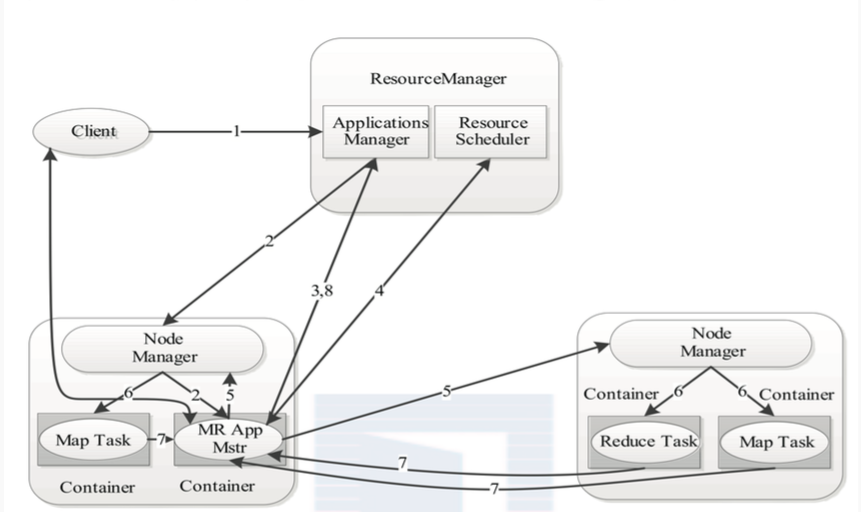 ResourceManager
Client
1
Applications
Manager
Resource
Scheduler
2
3,8
4
Node
Manager
6
2
5
Map Task
7
MR App
Mstr
Container
Container
5
Node
Manager
Container
6
6
Container
Reduce Task
Map Task
7
7